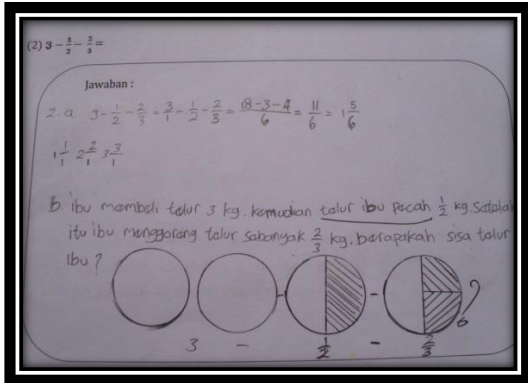 (2) 3 - 1/2 - 2/3 =
Jawaban :
2. a. 3 - 1/2 - 2/3 = 3/1 - 1/2 - 2/3 = 18-3-4/6 = 11/6 = 1 5/6
1 1/1 2 2/1 3 3/1
b ibu membeli telur 3 kg. kemudian telur ibu pecah 1/2 kg. Setelah
itu ibu menggoreng telur sabanyak 2/3 kg. berapakah sisa telur
ibu?
3 - 1/2 - 2/3